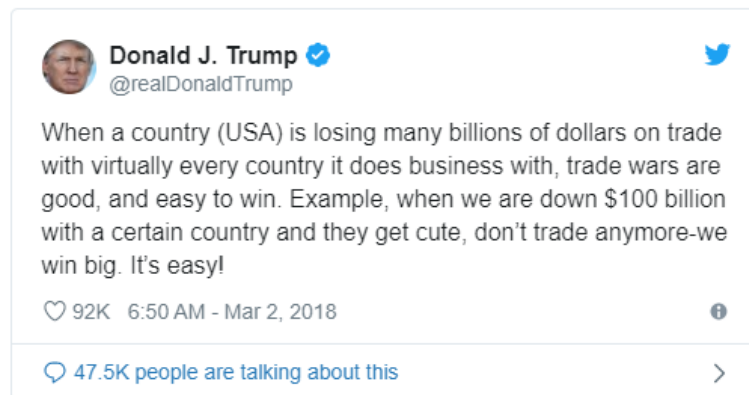 Donald J. Trump
@realDonaldTrump
When a country (USA) is losing many billions of dollars on trade
with virtually every country it does business with, trade wars are
good, and easy to win. Example, when we are down $100 billion
with a certain country and they get cute, don’t trade anymore-we
win big. It’s easy!
92K 6:50 AM - Mar 2, 2018
47.5K people are talking about this